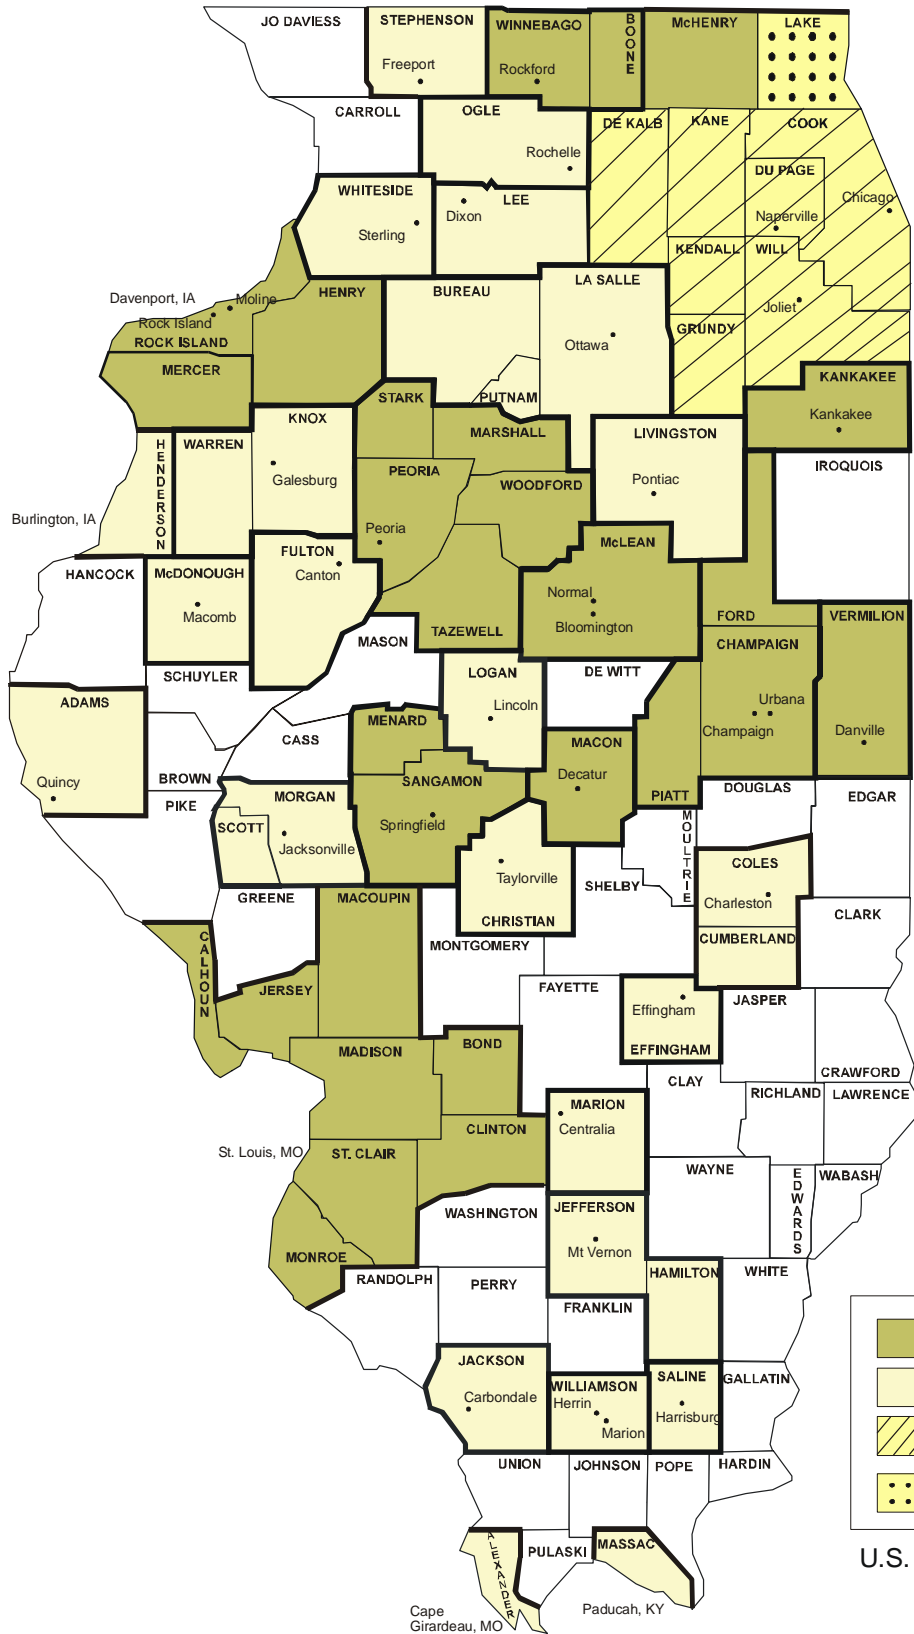 JO DAVIESS
STEPHENSON
WINNEBAGO
BOONE
McHENRY
LAKE
Freeport
Rockford
CARROLL
OGLE
DE KALB
KANE
COOK
Rochelle
DU PAGE
WHITESIDE
LEE
Dixon
Chicago
Naperville
Sterling
KENDALL
WILL
LA SALLE
HENRY
BUREAU
Davenport, IA
Moline
Rock Island
Joliet
ROCK ISLAND
Ottawa
GRUNDY
MERCER
KANKAKEE
STARK
PUTNAM
Kankakee
KNOX
MARSHALL
LIVINGSTON
HENDERSON
WARREN
IROQUOIS
PEORIA
Galesburg
WOODFORD
Pontiac
Burlington, IA
Peoria
McLEAN
FULTON
HANCOCK
McDONOUGH
Canton
Normal
Macomb
FORD
VERMILION
Bloomington
TAZEWELL
MASON
CHAMPAIGN
SCHUYLER
LOGAN
DE WITT
ADAMS
Urbana
Lincoln
MENARD
Champaign
Danville
CASS
MACON
BROWN
Quincy
SANGAMON
Decatur
DOUGLAS
PIKE
MORGAN
PIATT
EDGAR
SCOTT
Springfield
MOULTRIE
Jacksonville
COLES
Taylorville
SHELBY
GREENE
MACOUPIN
Charleston
CLARK
CHRISTIAN
CALHOUN
CUMBERLAND
MONTGOMERY
FAYETTE
JERSEY
JASPER
Effingham
BOND
MADISON
EFFINGHAM
CLAY
CRAWFORD
RICHLAND
LAWRENCE
MARION
CLINTON
Centralia
St. Louis, MO
ST. CLAIR
WAYNE
EDWARDS
WABASH
WASHINGTON
JEFFERSON
MONROE
Mt Vernon
RANDOLPH
HAMILTON
WHITE
PERRY
FRANKLIN
JACKSON
SALINE
GALLATIN
WILLIAMSON
Carbondale
Herrin
Harrisburg
Marion
UNION
JOHNSON
POPE
HARDIN
ALEXANDER
PULASKI
MASSAC
U.S.
Cape
Girardeau, MO
Paducah, KY